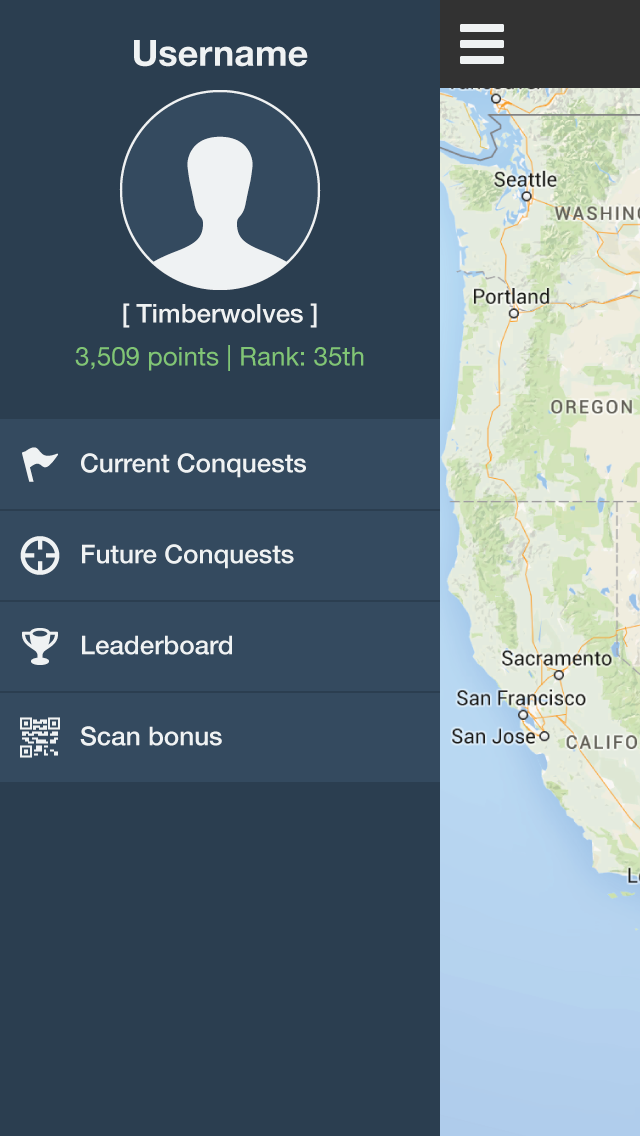 Username
[ Timberwolves ]
3,509 points | Rank: 35th
Current Conquests
Future Conquests
Leaderboard
Scan bonus
Seattle
WASHING
Portland
OREGON
Sacramento
San Francisco
San Jose
CALIFO